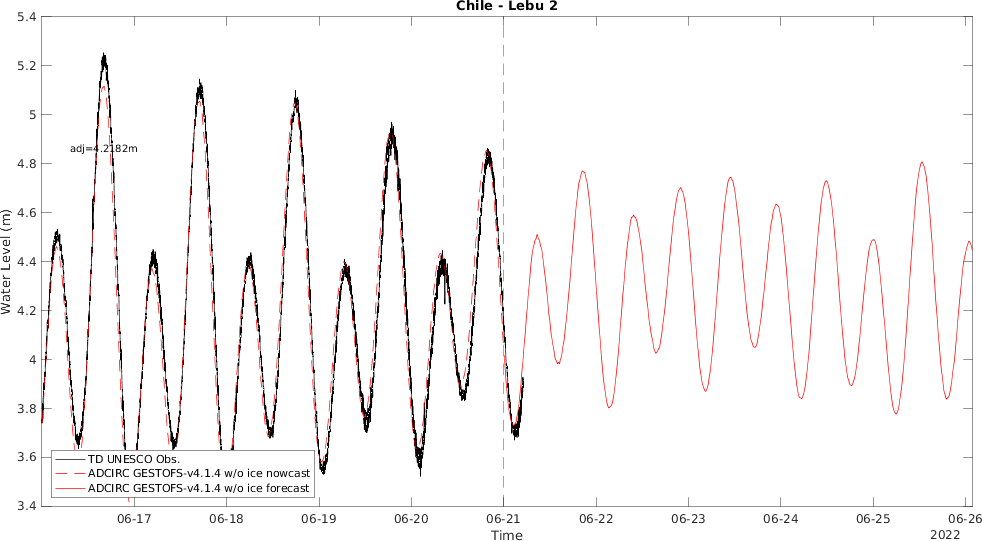 Chile - Lebu 2
5.4
5.2
5
4.8
4.6
4.4
4.2
4
3.8
3.6
3.4
Water Level (m)
adj=4.2182m
TD UNESCO Obs.
ADCIRC GESTOFS-v4.1.4 w/o ice nowcast
ADCIRC GESTOFS-v4.1.4 w/o ice forecast
06-17 06-18 06-19 06-20 06-21 06-22 06-23 06-24 06-25 06-26
Time
2022